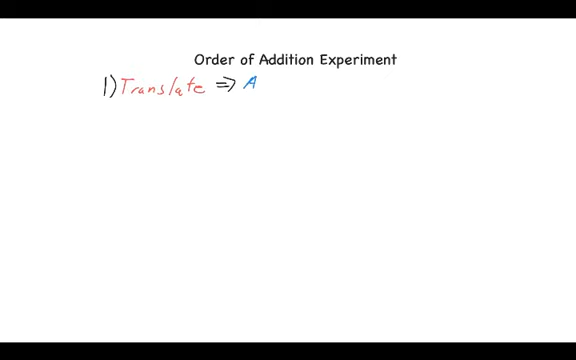 Order of Addition Experiment
1) Translate ⇒ A